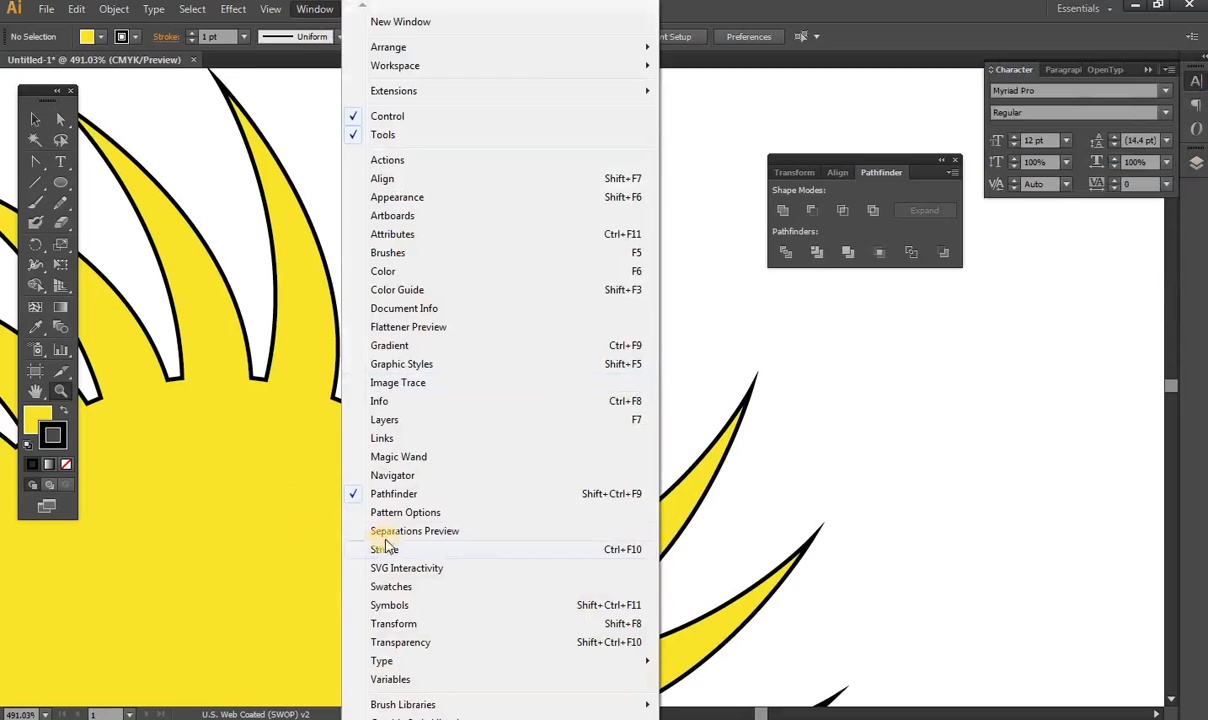 Ai File Edit Object Type Select Effect View Window Essentials
No Selection Stroke: 1 pt Uniform Preferences
Untitled-1* @ 491.03% (CMYK/Preview)
New Window
Arrange
Workspace
Extensions
Control
Tools
Actions
Align Shift+F7
Appearance Shift+F6
Artboards
Attributes Ctrl+F11
Brushes F5
Color F6
Color Guide Shift+F3
Document Info
Flattener Preview
Gradient Ctrl+F9
Graphic Styles Shift+F5
Image Trace
Info Ctrl+F8
Layers F7
Links
Magic Wand
Navigator
Pathfinder Shift+Ctrl+F9
Pattern Options
Separations Preview
Stroke Ctrl+F10
SVG Interactivity
Swatches
Symbols Shift+Ctrl+F11
Transform Shift+F8
Transparency Shift+Ctrl+F10
Type
Variables
Brush Libraries
Transform Align Pathfinder
Shape Modes:
Expand
Pathfinders:
Character Paragrapl OpenTyp
Myriad Pro
Regular
12 pt (14.4 pt)
100% 100%
Auto 0
491.03% 1 U.S. Web Coated (SWOP) v2